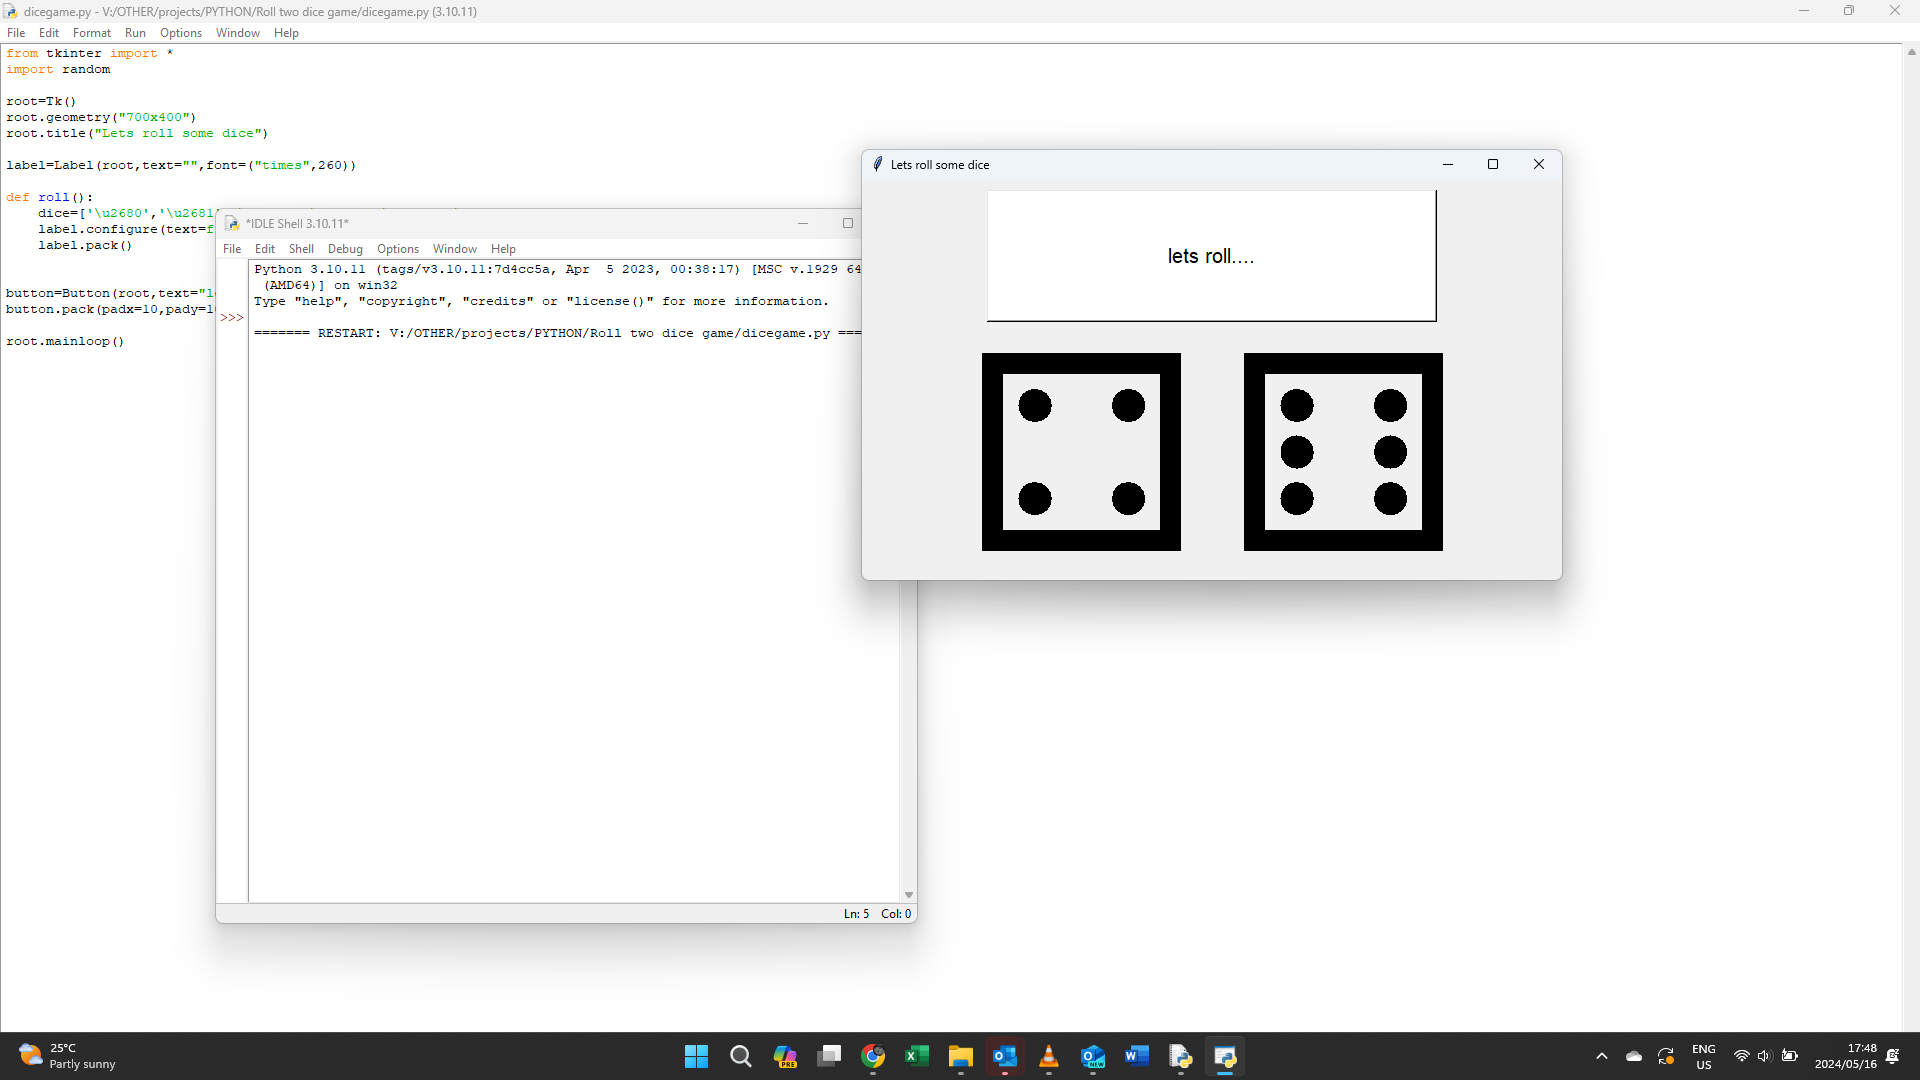 dicegame.py - V:/OTHER/projects/PYTHON/Roll two dice game/dicegame.py (3.10.11)
File Edit Format Run Options Window Help
from tkinter import *
import random
root=Tk()
root.geometry("700x400")
root.title("Lets roll some dice")
label=Label(root,text="",font=("times",260))
def roll():
dice=['\u2680','\u2681'
label.configure(text=f
label.pack()
button=Button(root,text="l
button.pack(padx=10,pady=1
root.mainloop()
*IDLE Shell 3.10.11*
File Edit Shell Debug Options Window Help
Python 3.10.11 (tags/v3.10.11:7d4cc5a, Apr  5 2023, 00:38:17) [MSC v.1929 64
(AMD64)] on win32
Type "help", "copyright", "credits" or "license()" for more information.
>>>
======= RESTART: V:/OTHER/projects/PYTHON/Roll two dice game/dicegame.py ===
Ln: 5 Col: 0
Lets roll some dice
lets roll....
25°C
Partly sunny
PRE
NEW
ENG
US
17:48
2024/05/16